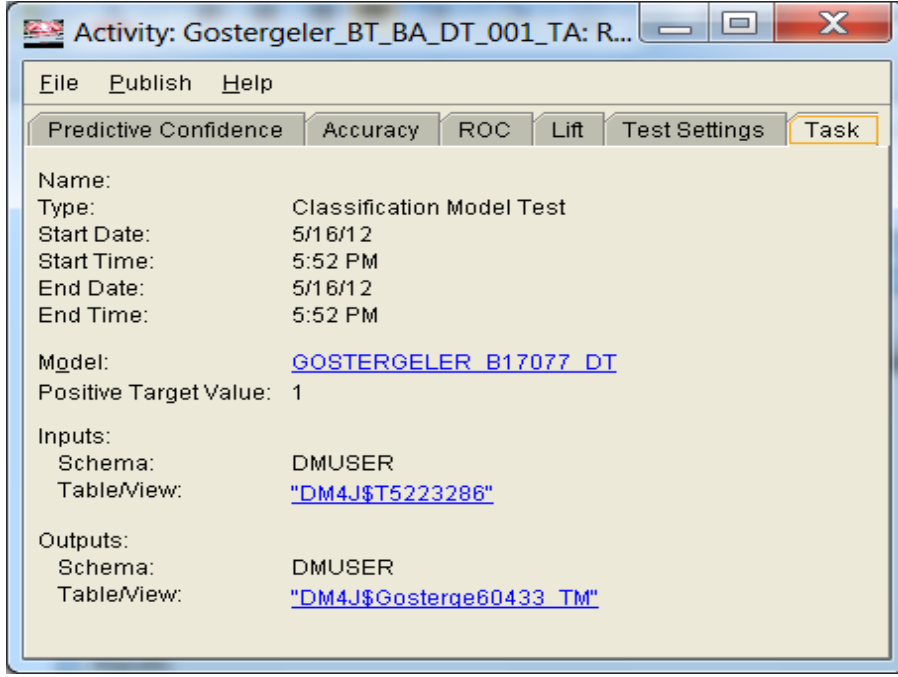 Activity: Gostergeler_BT_BA_DT_001_TA: R...
File Publish Help
Predictive Confidence Accuracy ROC Lift Test Settings Task
Name:
Type: Classification Model Test
Start Date: 5/16/12
Start Time: 5:52 PM
End Date: 5/16/12
End Time: 5:52 PM
Model: GOSTERGELER_B17077_DT
Positive Target Value: 1
Inputs:
Schema: DMUSER
Table/View: "DM4J$T5223286"
Outputs:
Schema: DMUSER
Table/View: "DM4J$Gosterge60433_TM"